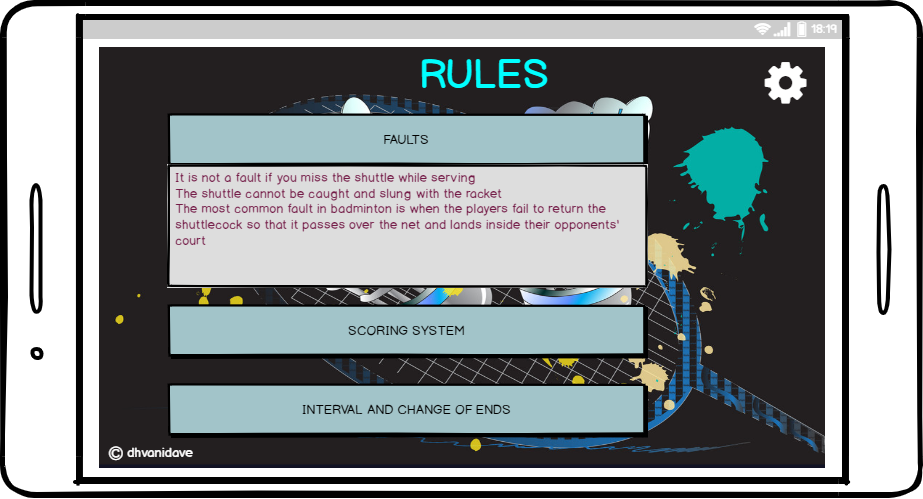 18:19
RULES
FAULTS
It is not a fault if you miss the shuttle while serving
The shuttle cannot be caught and slung with the racket
The most common fault in badminton is when the players fail to return the
shuttlecock so that it passes over the net and lands inside their opponents'
court
SCORING SYSTEM
INTERVAL AND CHANGE OF ENDS
© dhvanidave